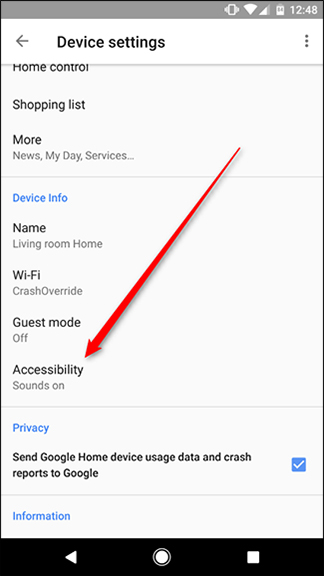 12:48
Device settings
Home control
Shopping list
More
News, My Day, Services...
Device Info
Name
Living room Home
Wi-Fi
CrashOverride
Guest mode
Off
Accessibility
Sounds on
Privacy
Send Google Home device usage data and crash
reports to Google
Information